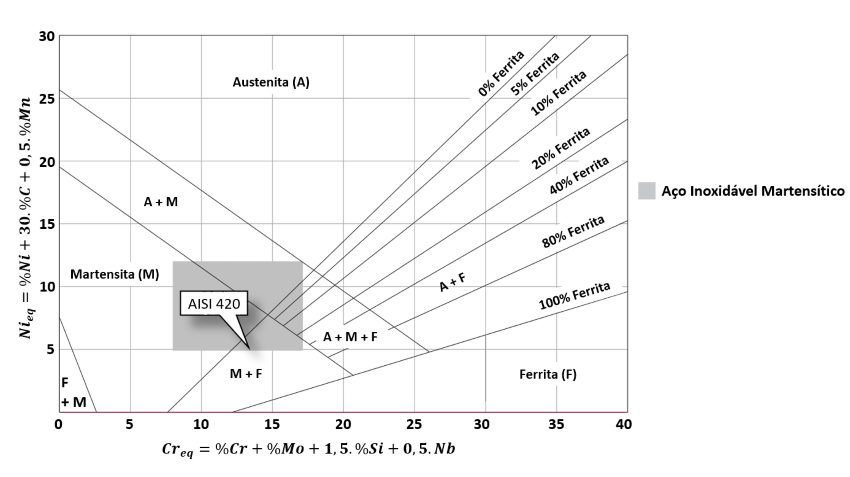 30
25
20
15
10
5
0 5 10 15 20 25 30 35 40
Ni_eq = %Ni + 30.%C + 0,5.%Mn
Cr_eq = %Cr + %Mo + 1,5.%Si + 0,5.Nb
Austenita (A)
0% Ferrita
5% Ferrita
10% Ferrita
20% Ferrita
40% Ferrita
80% Ferrita
100% Ferrita
A + M
Martensita (M)
AISI 420
A + F
A + M + F
M + F
Ferrita (F)
F
+ M
Aço Inoxidável Martensítico